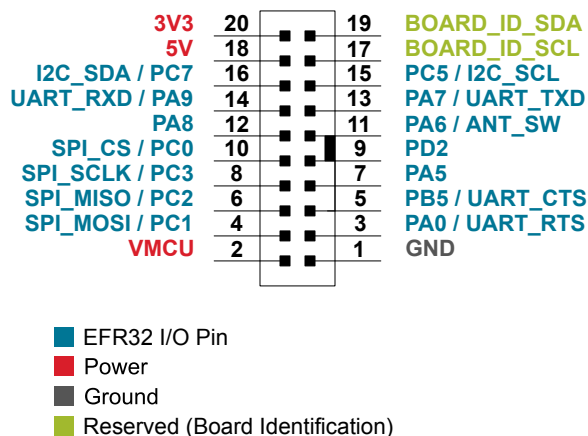 3V3 20 19 BOARD_ID_SDA
5V 18 17 BOARD_ID_SCL
I2C_SDA / PC7 16 15 PC5 / I2C_SCL
UART_RXD / PA9 14 13 PA7 / UART_TXD
PA8 12 11 PA6 / ANT_SW
SPI_CS / PC0 10 9 PD2
SPI_SCLK / PC3 8 7 PA5
SPI_MISO / PC2 6 5 PB5 / UART_CTS
SPI_MOSI / PC1 4 3 PA0 / UART_RTS
VMCU 2 1 GND
EFR32 I/O Pin
Power
Ground
Reserved (Board Identification)